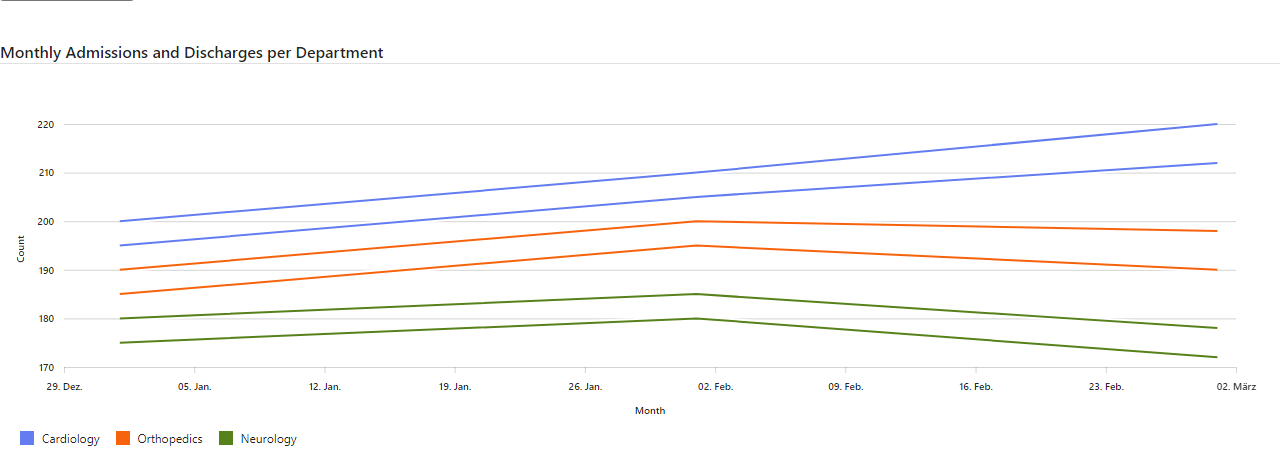 Monthly Admissions and Discharges per Department
220
210
200
190
180
170
Count
29. Dez. 05. Jan. 12. Jan. 19. Jan. 26. Jan. 02. Feb. 09. Feb. 16. Feb. 23. Feb. 02. März
Month
Cardiology Orthopedics Neurology